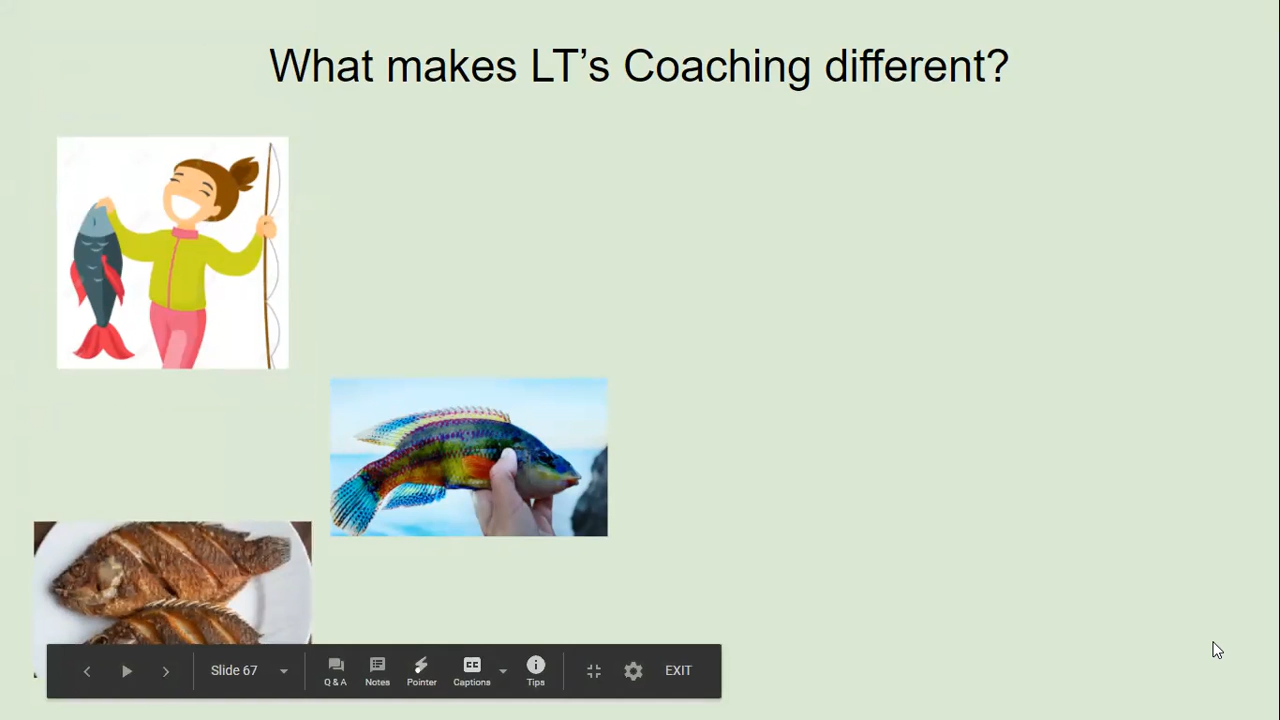 What makes LT's Coaching different?
Slide 67
Q & A
Notes
Pointer
Captions
Tips
EXIT